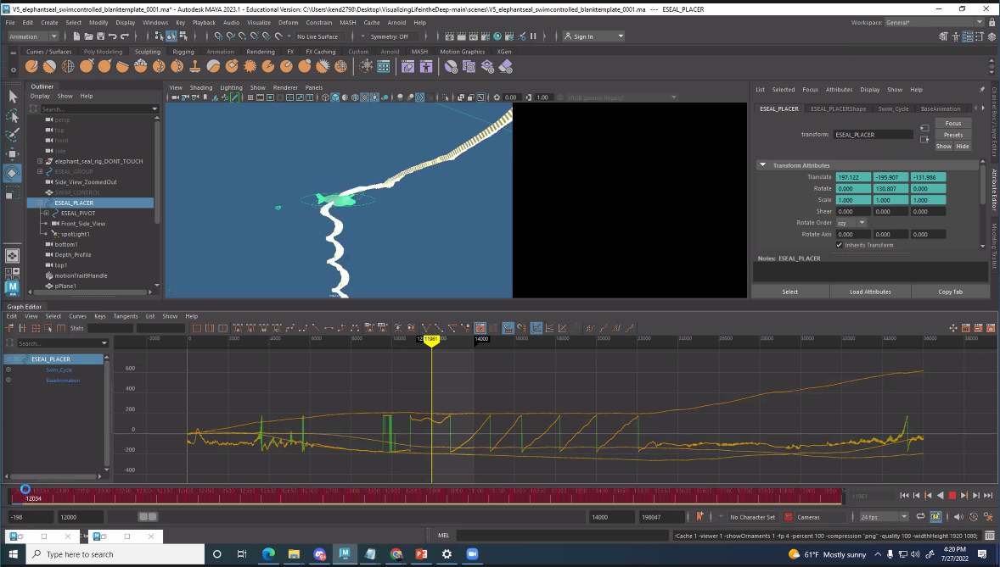 V5_elephantseal_swimcontrolled_blanktemplate_0001.ma* - Autodesk MAYA 2023.1 - Educational Version: C:\Users\kend2798\Desktop\VisualizingLifeintheDeep-main\scenes\V5_elephantseal_swimcontrolled_blanktemplate_0001.ma --- ESEAL_PLACER
File Edit Create Select Modify Display Windows Key Playback Audio Visualize Deform Constrain MASH Cache Arnold Help Workspace: General*
Animation No Live Surface Symmetry: Off Sign In
Curves / Surfaces Poly Modeling Sculpting Rigging Animation Rendering FX FX Caching Custom Arnold MASH Motion Graphics XGen
Outliner
Display Show Help
Search...
persp
top
front
side
elephant_seal_rig_DONT_TOUCH
ESEAL_GROUP
Side_View_ZoomedOut
SWIM_CONTROL
ESEAL_PLACER
ESEAL_PIVOT
Front_Side_View
spotLight1
bottom1
Depth_Profile
top1
motionTrail9Handle
pPlane1
View Shading Lighting Show Renderer Panels
0.00 1.00
List Selected Focus Attributes Display Show Help
ESEAL_PLACER ESEAL_PLACERShape Swim_Cycle BaseAnimation
transform: ESEAL_PLACER
Focus
Presets
Show Hide
Transform Attributes
Translate 197.122 -195.907 -131.986
Rotate 0.000 130.807 0.000
Scale 1.000 1.000 1.000
Shear 0.000 0.000 0.000
Rotate Order xzy
Rotate Axis 0.000 0.000 0.000
Inherits Transform
Notes: ESEAL_PLACER
Select Load Attributes Copy Tab
Channel Box / Layer Editor
Attribute Editor
Modeling Toolkit
Graph Editor
Edit View Select Curves Keys Tangents List Show Help
Stats
Search...
ESEAL_PLACER
Swim_Cycle
BaseAnimation
-2000 0 2000 4000 6000 8000 10000 11961 14000 16000 18000 20000 22000 24000 26000 28000 30000 32000 34000 36000 38000
600
400
200
0
-200
-400
12034
11961
-198 12000 14000 198047 No Character Set Cameras 24 fps
MEL
rCache 1 -viewer 1 -showOrnaments 1 -fp 4 -percent 100 -compression "png" -quality 100 -widthHeight 1920 1080;
Type here to search
61°F Mostly sunny
4:20 PM
7/27/2022